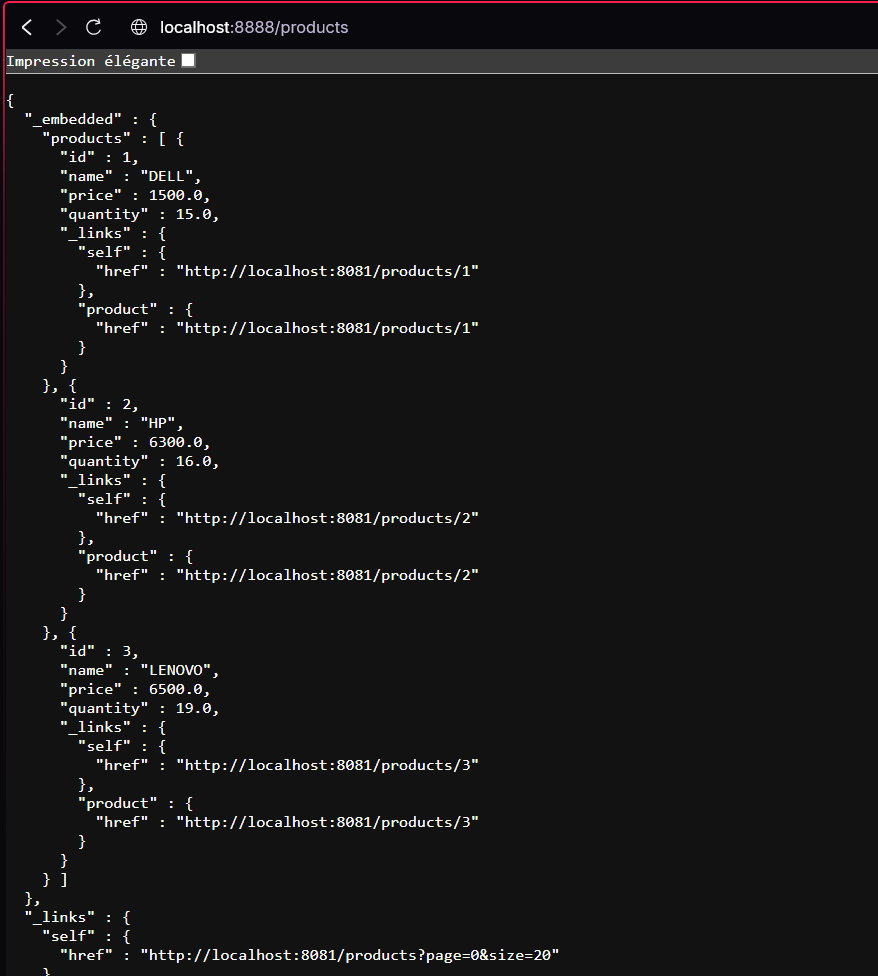 localhost:8888/products
Impression élégante
{
  "_embedded" : {
    "products" : [ {
      "id" : 1,
      "name" : "DELL",
      "price" : 1500.0,
      "quantity" : 15.0,
      "_links" : {
        "self" : {
          "href" : "http://localhost:8081/products/1"
        },
        "product" : {
          "href" : "http://localhost:8081/products/1"
        }
      }
    }, {
      "id" : 2,
      "name" : "HP",
      "price" : 6300.0,
      "quantity" : 16.0,
      "_links" : {
        "self" : {
          "href" : "http://localhost:8081/products/2"
        },
        "product" : {
          "href" : "http://localhost:8081/products/2"
        }
      }
    }, {
      "id" : 3,
      "name" : "LENOVO",
      "price" : 6500.0,
      "quantity" : 19.0,
      "_links" : {
        "self" : {
          "href" : "http://localhost:8081/products/3"
        },
        "product" : {
          "href" : "http://localhost:8081/products/3"
        }
      }
    } ]
  },
  "_links" : {
    "self" : {
      "href" : "http://localhost:8081/products?page=0&size=20"
    }